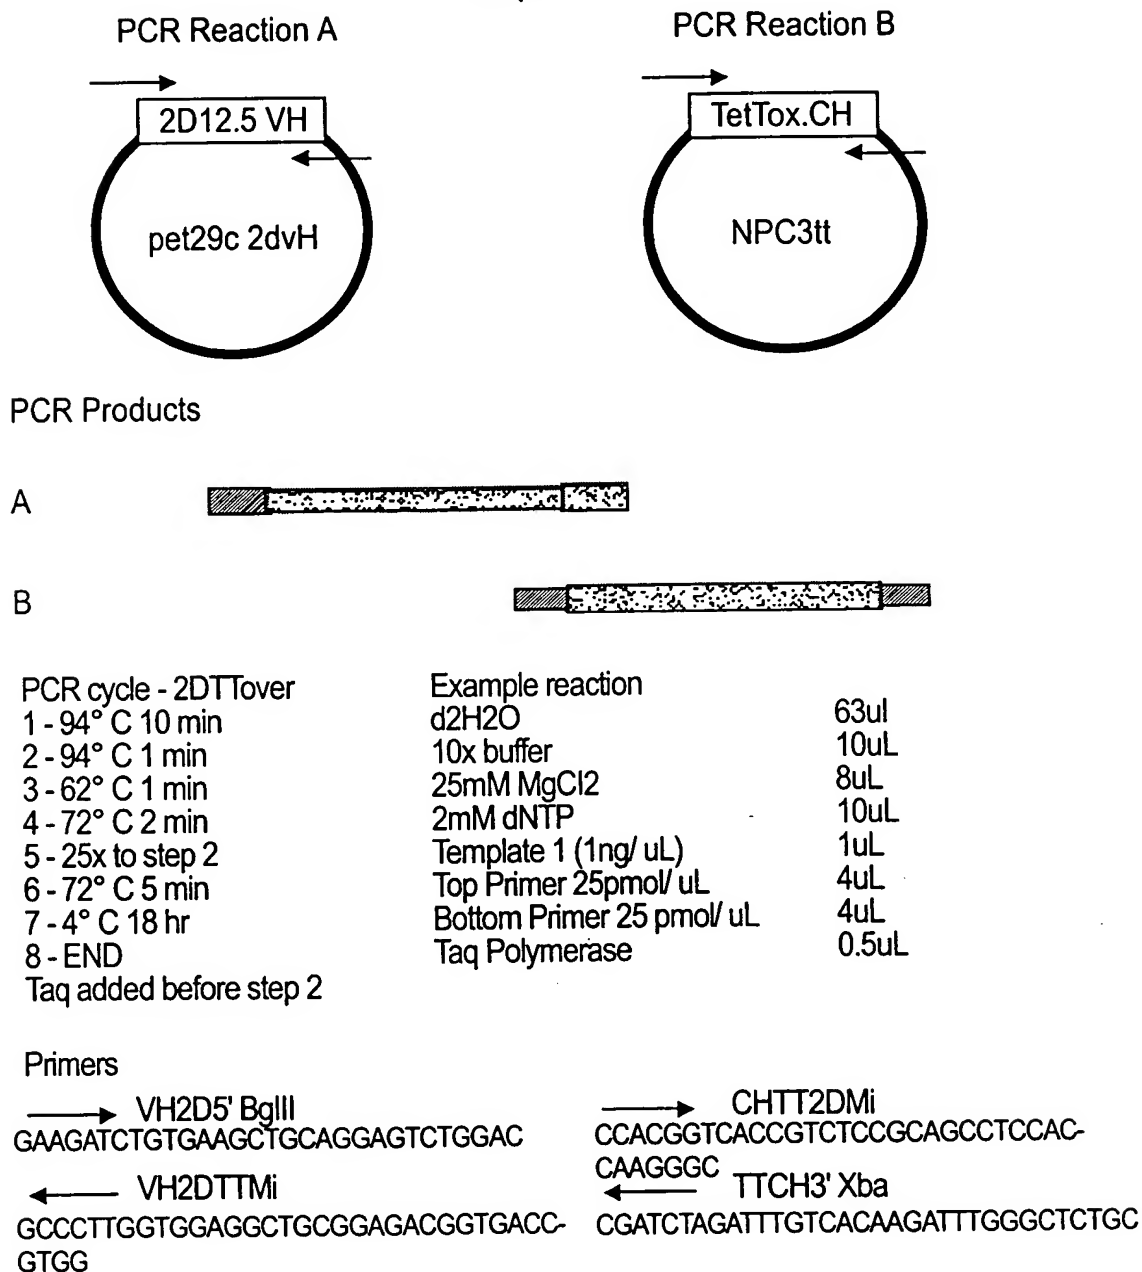 PCR Reaction A
PCR Reaction B
2D12.5 VH
TetTox.CH
pet29c 2dvH
NPC3tt
PCR Products
A
B
PCR cycle - 2DTTover
1 - 94° C 10 min
2 - 94° C 1 min
3 - 62° C 1 min
4 - 72° C 2 min
5 - 25x to step 2
6 - 72° C 5 min
7 - 4° C 18 hr
8 - END
Taq added before step 2
Example reaction
d2H2O 63ul
10x buffer 10uL
25mM MgCl2 8uL
2mM dNTP 10uL
Template 1 (1ng/ uL) 1uL
Top Primer 25pmol/ uL 4uL
Bottom Primer 25 pmol/ uL 4uL
Taq Polymerase 0.5uL
Primers
VH2D5' BglII
GAAGATCTGTGAAGCTGCAGGAGTCTGGAC
VH2DTTMi
GCCCTTGGTGGAGGCTGCGGAGACGGTGACC-
GTGG
CHTT2DMi
CCACGGTCACCGTCTCCGCAGCCTCCAC-
CAAGGGC
TTCH3' Xba
CGATCTAGATTTGTCACAAGATTTGGGCTCTGC